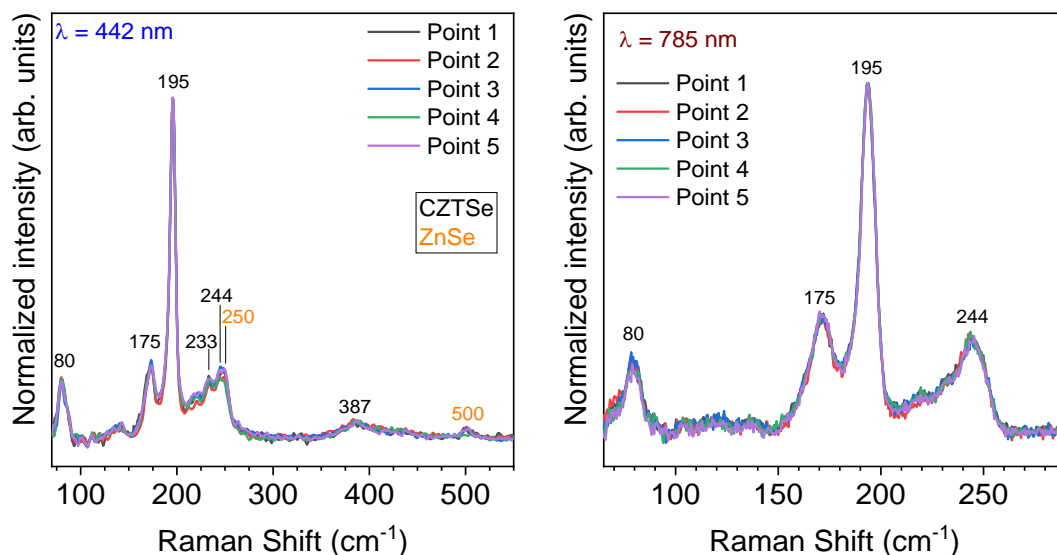 λ = 442 nm
Point 1
Point 2
Point 3
Point 4
Point 5
195
CZTSe
ZnSe
244
250
175
233
80
387
500
100
200
300
400
500
Raman Shift (cm⁻¹)
Normalized intensity (arb. units)
λ = 785 nm
195
Point 1
Point 2
Point 3
Point 4
Point 5
175
244
80
100
150
200
250
Raman Shift (cm⁻¹)
Normalized intensity (arb. units)